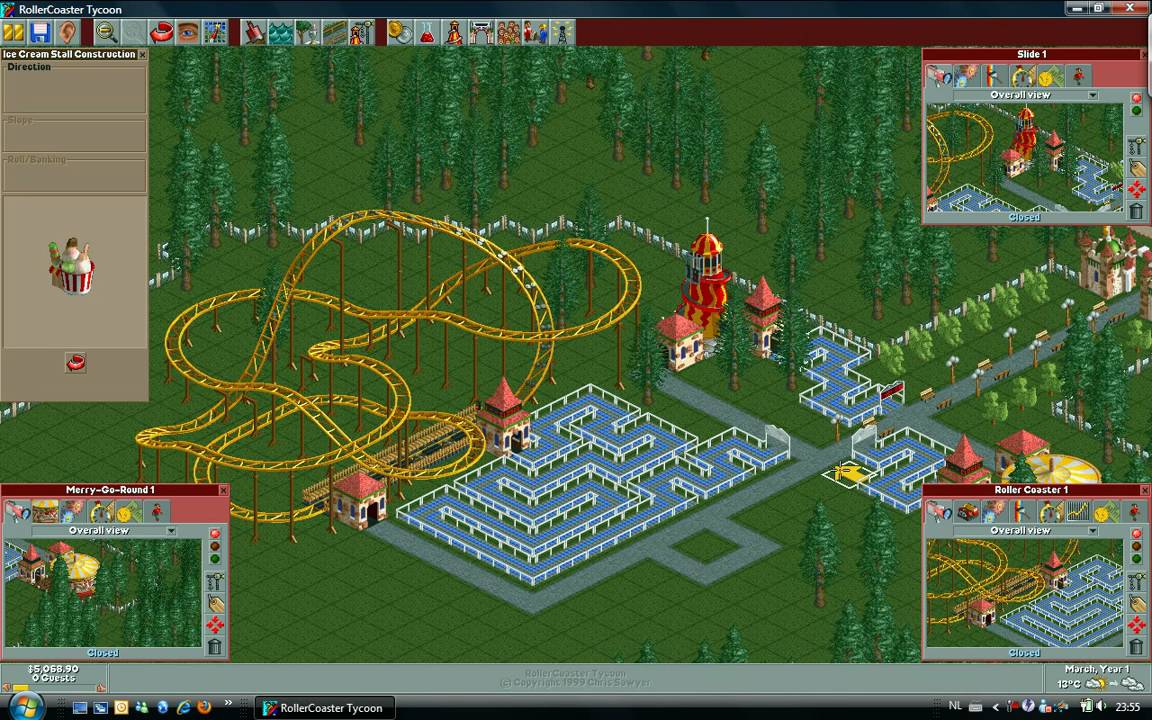 RollerCoaster Tycoon
Ice Cream Stall Construction
Direction
Slope
Roll/Banking
Slide 1
Overall view
Closed
Merry-Go-Round 1
Overall view
Closed
Roller Coaster 1
Overall view
Closed
$5,068.90
0 Guests
RollerCoaster Tycoon
(c) Copyright 1999 Chris Sawyer
March, Year 1
13°C
RollerCoaster Tycoon
NL
23:55